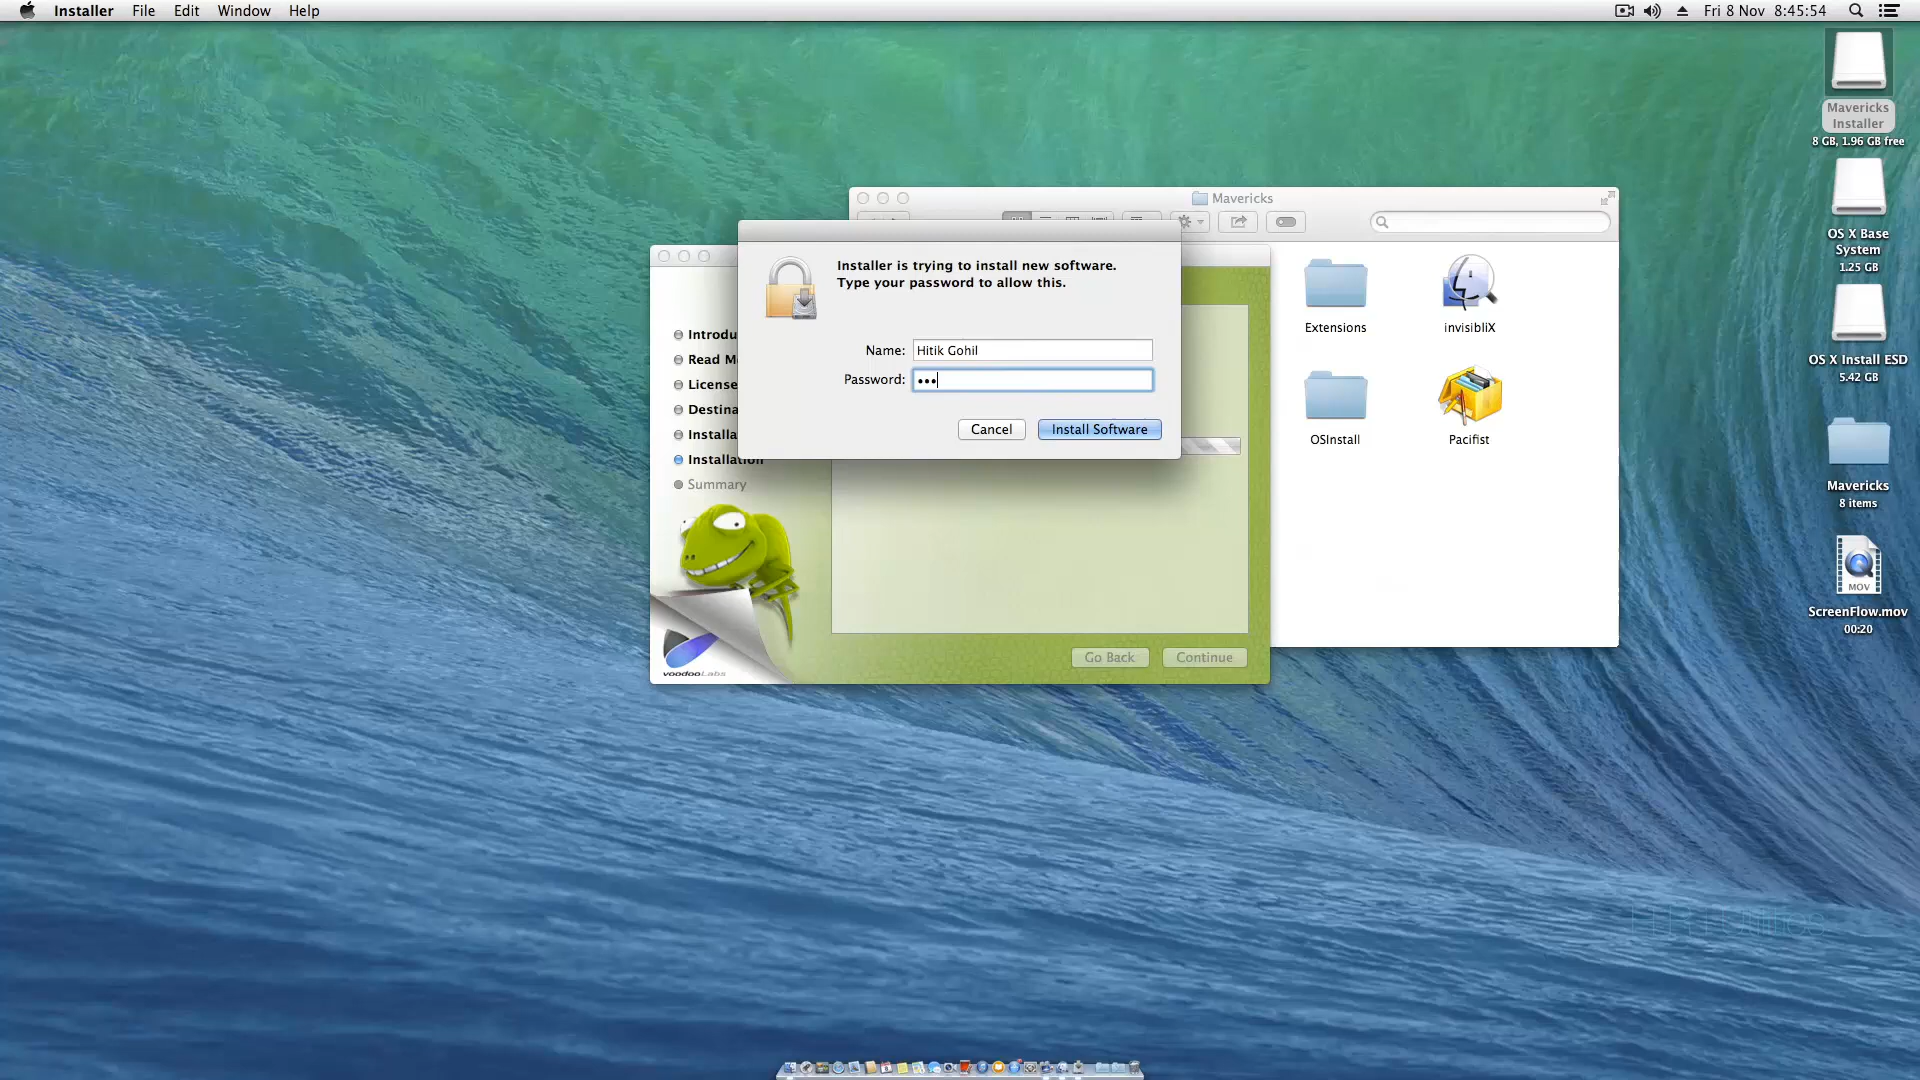 Installer File Edit Window Help
Fri 8 Nov 8:45:54
Mavericks
Installer is trying to install new software.
Type your password to allow this.
Name: Hitik Gohil
Password:
Cancel
Install Software
Introdu
Read M
License
Destina
Installa
Installation
Summary
voodooLabs
Go Back
Continue
Extensions
invisibliX
OSInstall
Pacifist
Mavericks
Installer
8 GB, 1.96 GB free
OS X Base
System
1.25 GB
OS X Install ESD
5.42 GB
Mavericks
8 items
MOV
ScreenFlow.mov
00:20